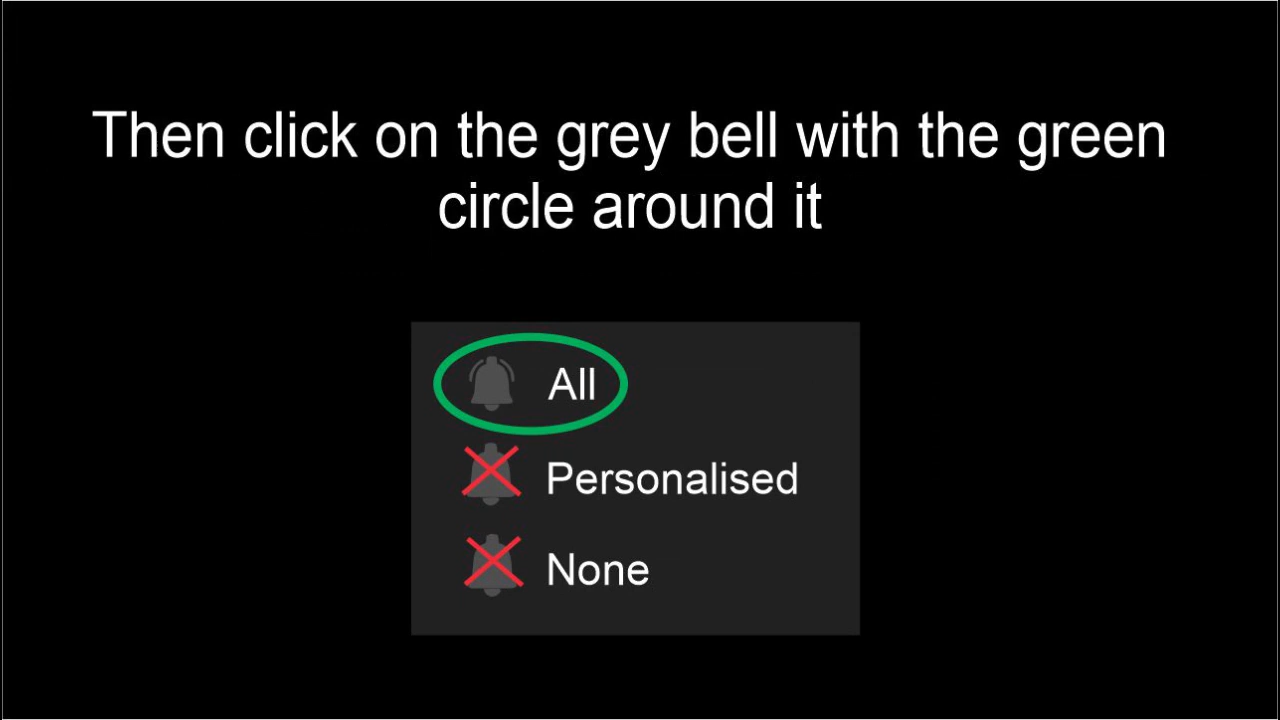 Then click on the grey bell with the green
circle around it
All
Personalised
None